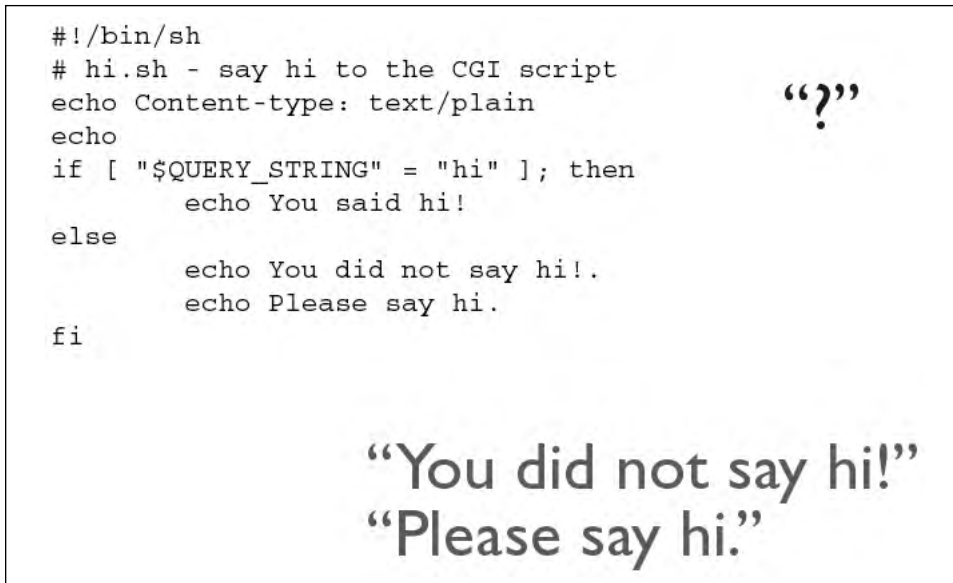 #!/bin/sh
# hi.sh - say hi to the CGI script
echo Content-type: text/plain
echo
if [ "$QUERY_STRING" = "hi" ]; then
        echo You said hi!
else
        echo You did not say hi!.
        echo Please say hi.
fi
“?”
“You did not say hi!”
“Please say hi.”